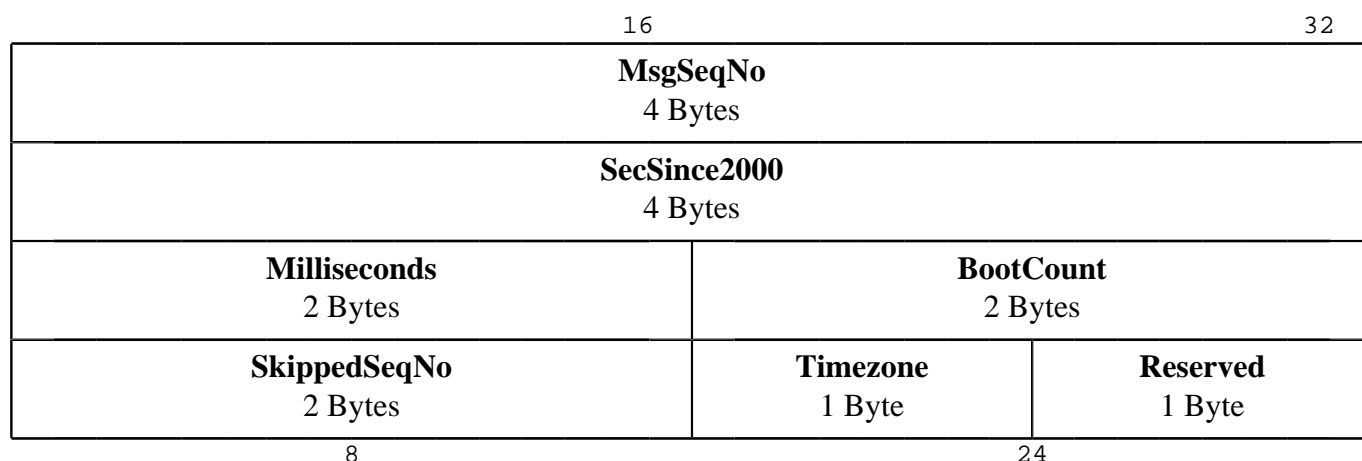 16 32
MsgSeqNo
4 Bytes
SecSince2000
4 Bytes
Milliseconds BootCount
2 Bytes 2 Bytes
SkippedSeqNo Timezone Reserved
2 Bytes 1 Byte 1 Byte
8 24